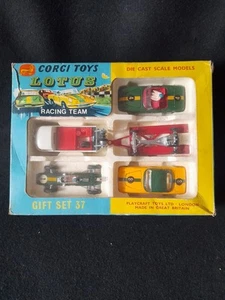 CORGI TOYS
DIE CAST SCALE MODELS
LOTUS
RACING TEAM
GIFT SET 37
PLAYCRAFT TOYS LTD · LONDON
MADE IN GREAT BRITAIN